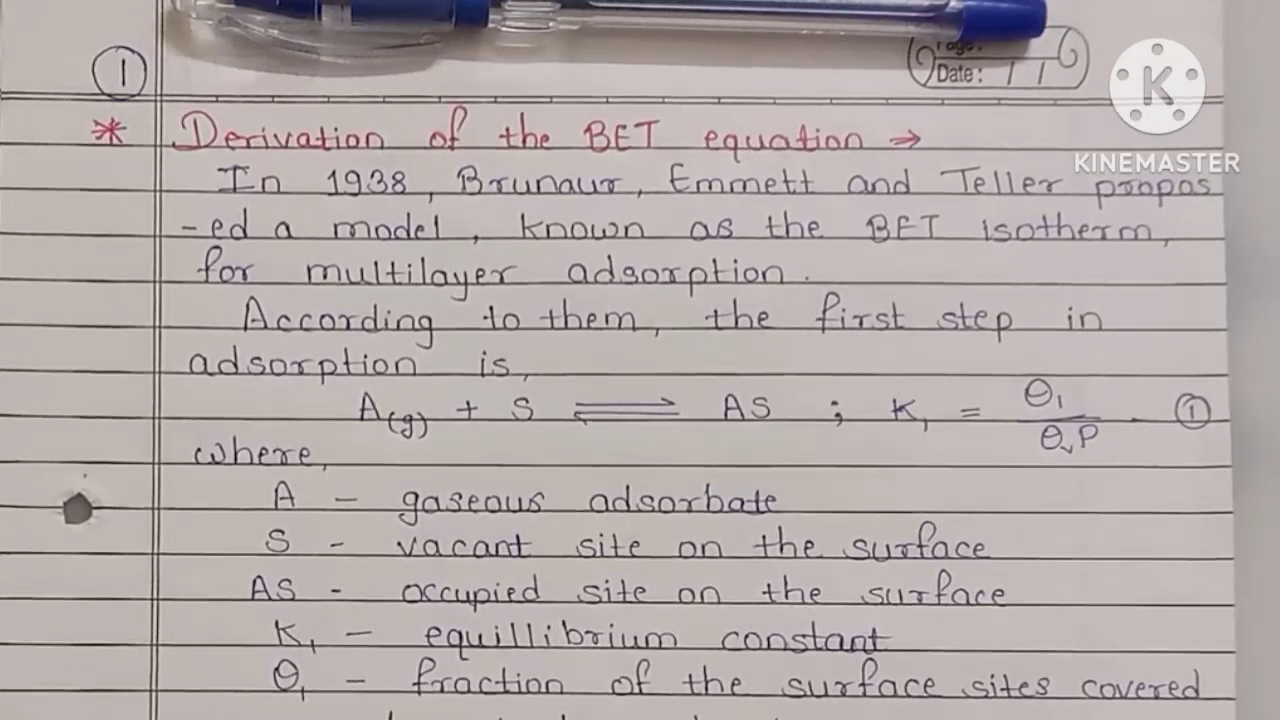 1
Date: / /
K
KINEMASTER
* Derivation of the BET equation →
In 1938, Brunaur, Emmett and Teller propos
-ed a model, known as the BET isotherm,
for multilayer adsorption.
According to them, the first step in
adsorption is,
A(g) + S ⇌ AS ; K₁ = θ₁/θᵥP - ①
where,
A - gaseous adsorbate
S - vacant site on the surface
AS - occupied site on the surface
K₁ - equillibrium constant
θ₁ - fraction of the surface sites covered